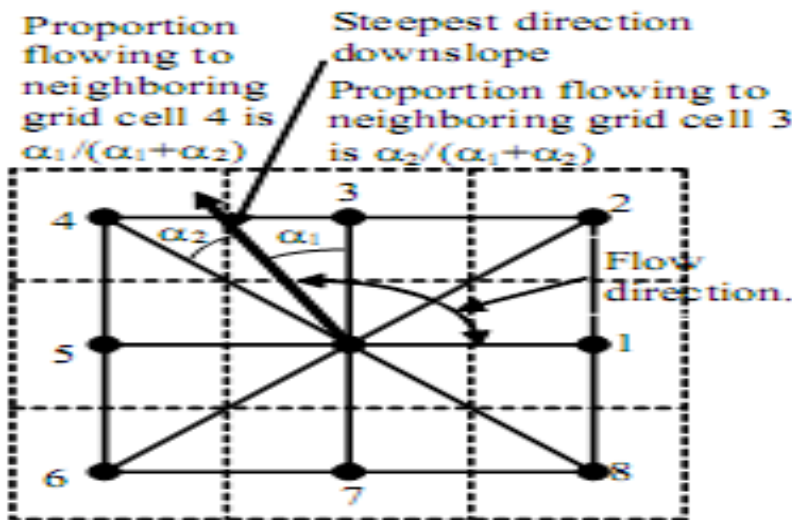 Proportion
flowing to
neighboring
grid cell 4 is
α₁/(α₁+α₂)
Steepest direction
downslope
Proportion flowing to
neighboring grid cell 3
is α₂/(α₁+α₂)
4
3
2
α₂
α₁
Flow
direction.
5
1
6
7
8